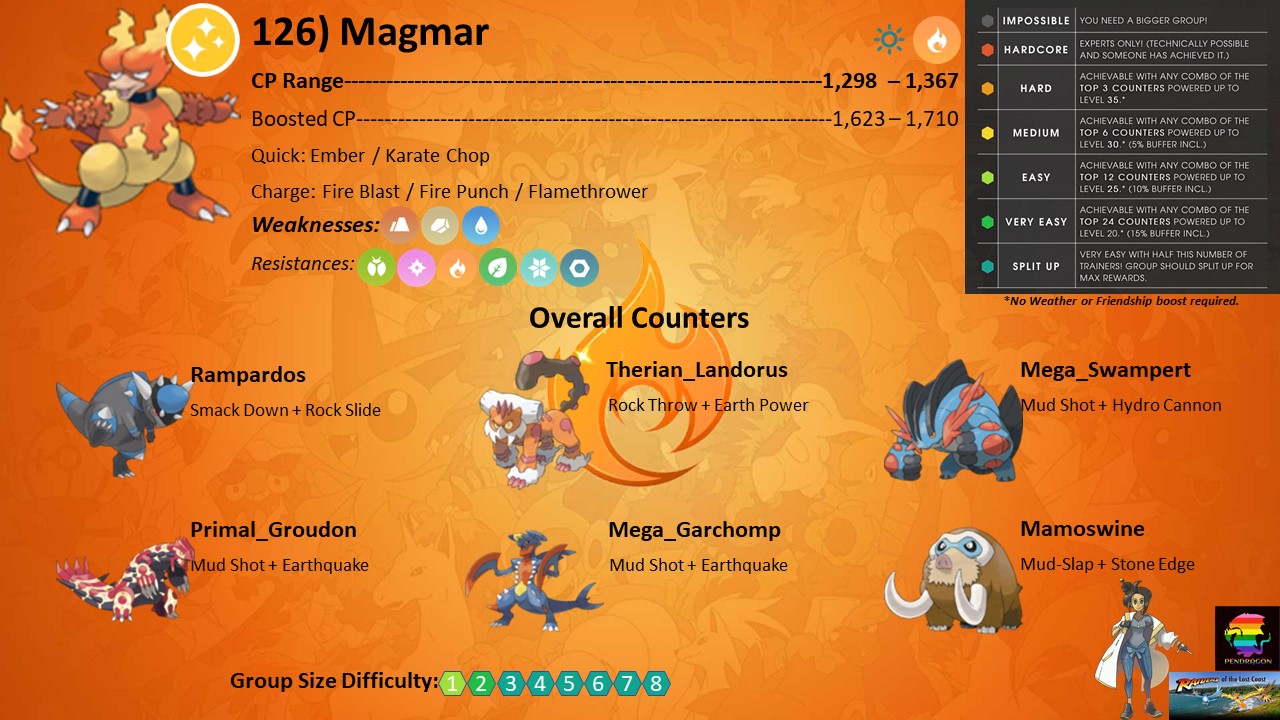 126) Magmar
CP Range--------------------------------------------------------------------1,298 – 1,367
Boosted CP--------------------------------------------------------------------1,623 – 1,710
Quick: Ember / Karate Chop
Charge: Fire Blast / Fire Punch / Flamethrower
Weaknesses:
Resistances:
IMPOSSIBLE YOU NEED A BIGGER GROUP!
HARDCORE EXPERTS ONLY! (TECHNICALLY POSSIBLE
AND SOMEONE HAS ACHIEVED IT.)
HARD ACHIEVABLE WITH ANY COMBO OF THE
TOP 3 COUNTERS POWERED UP TO
LEVEL 35.*
MEDIUM ACHIEVABLE WITH ANY COMBO OF THE
TOP 6 COUNTERS POWERED UP TO
LEVEL 30.* (5% BUFFER INCL.)
EASY ACHIEVABLE WITH ANY COMBO OF THE
TOP 12 COUNTERS POWERED UP TO
LEVEL 25.* (10% BUFFER INCL.)
VERY EASY ACHIEVABLE WITH ANY COMBO OF THE
TOP 24 COUNTERS POWERED UP TO
LEVEL 20.* (15% BUFFER INCL.)
SPLIT UP VERY EASY WITH HALF THIS NUMBER OF
TRAINERS! GROUP SHOULD SPLIT UP FOR
MAX REWARDS.
*No Weather or Friendship boost required.
Overall Counters
Rampardos
Smack Down + Rock Slide
Therian_Landorus
Rock Throw + Earth Power
Mega_Swampert
Mud Shot + Hydro Cannon
Primal_Groudon
Mud Shot + Earthquake
Mega_Garchomp
Mud Shot + Earthquake
Mamoswine
Mud-Slap + Stone Edge
Group Size Difficulty: 1 2 3 4 5 6 7 8
PENDRAGON
RAIDERS of the Lost Coast